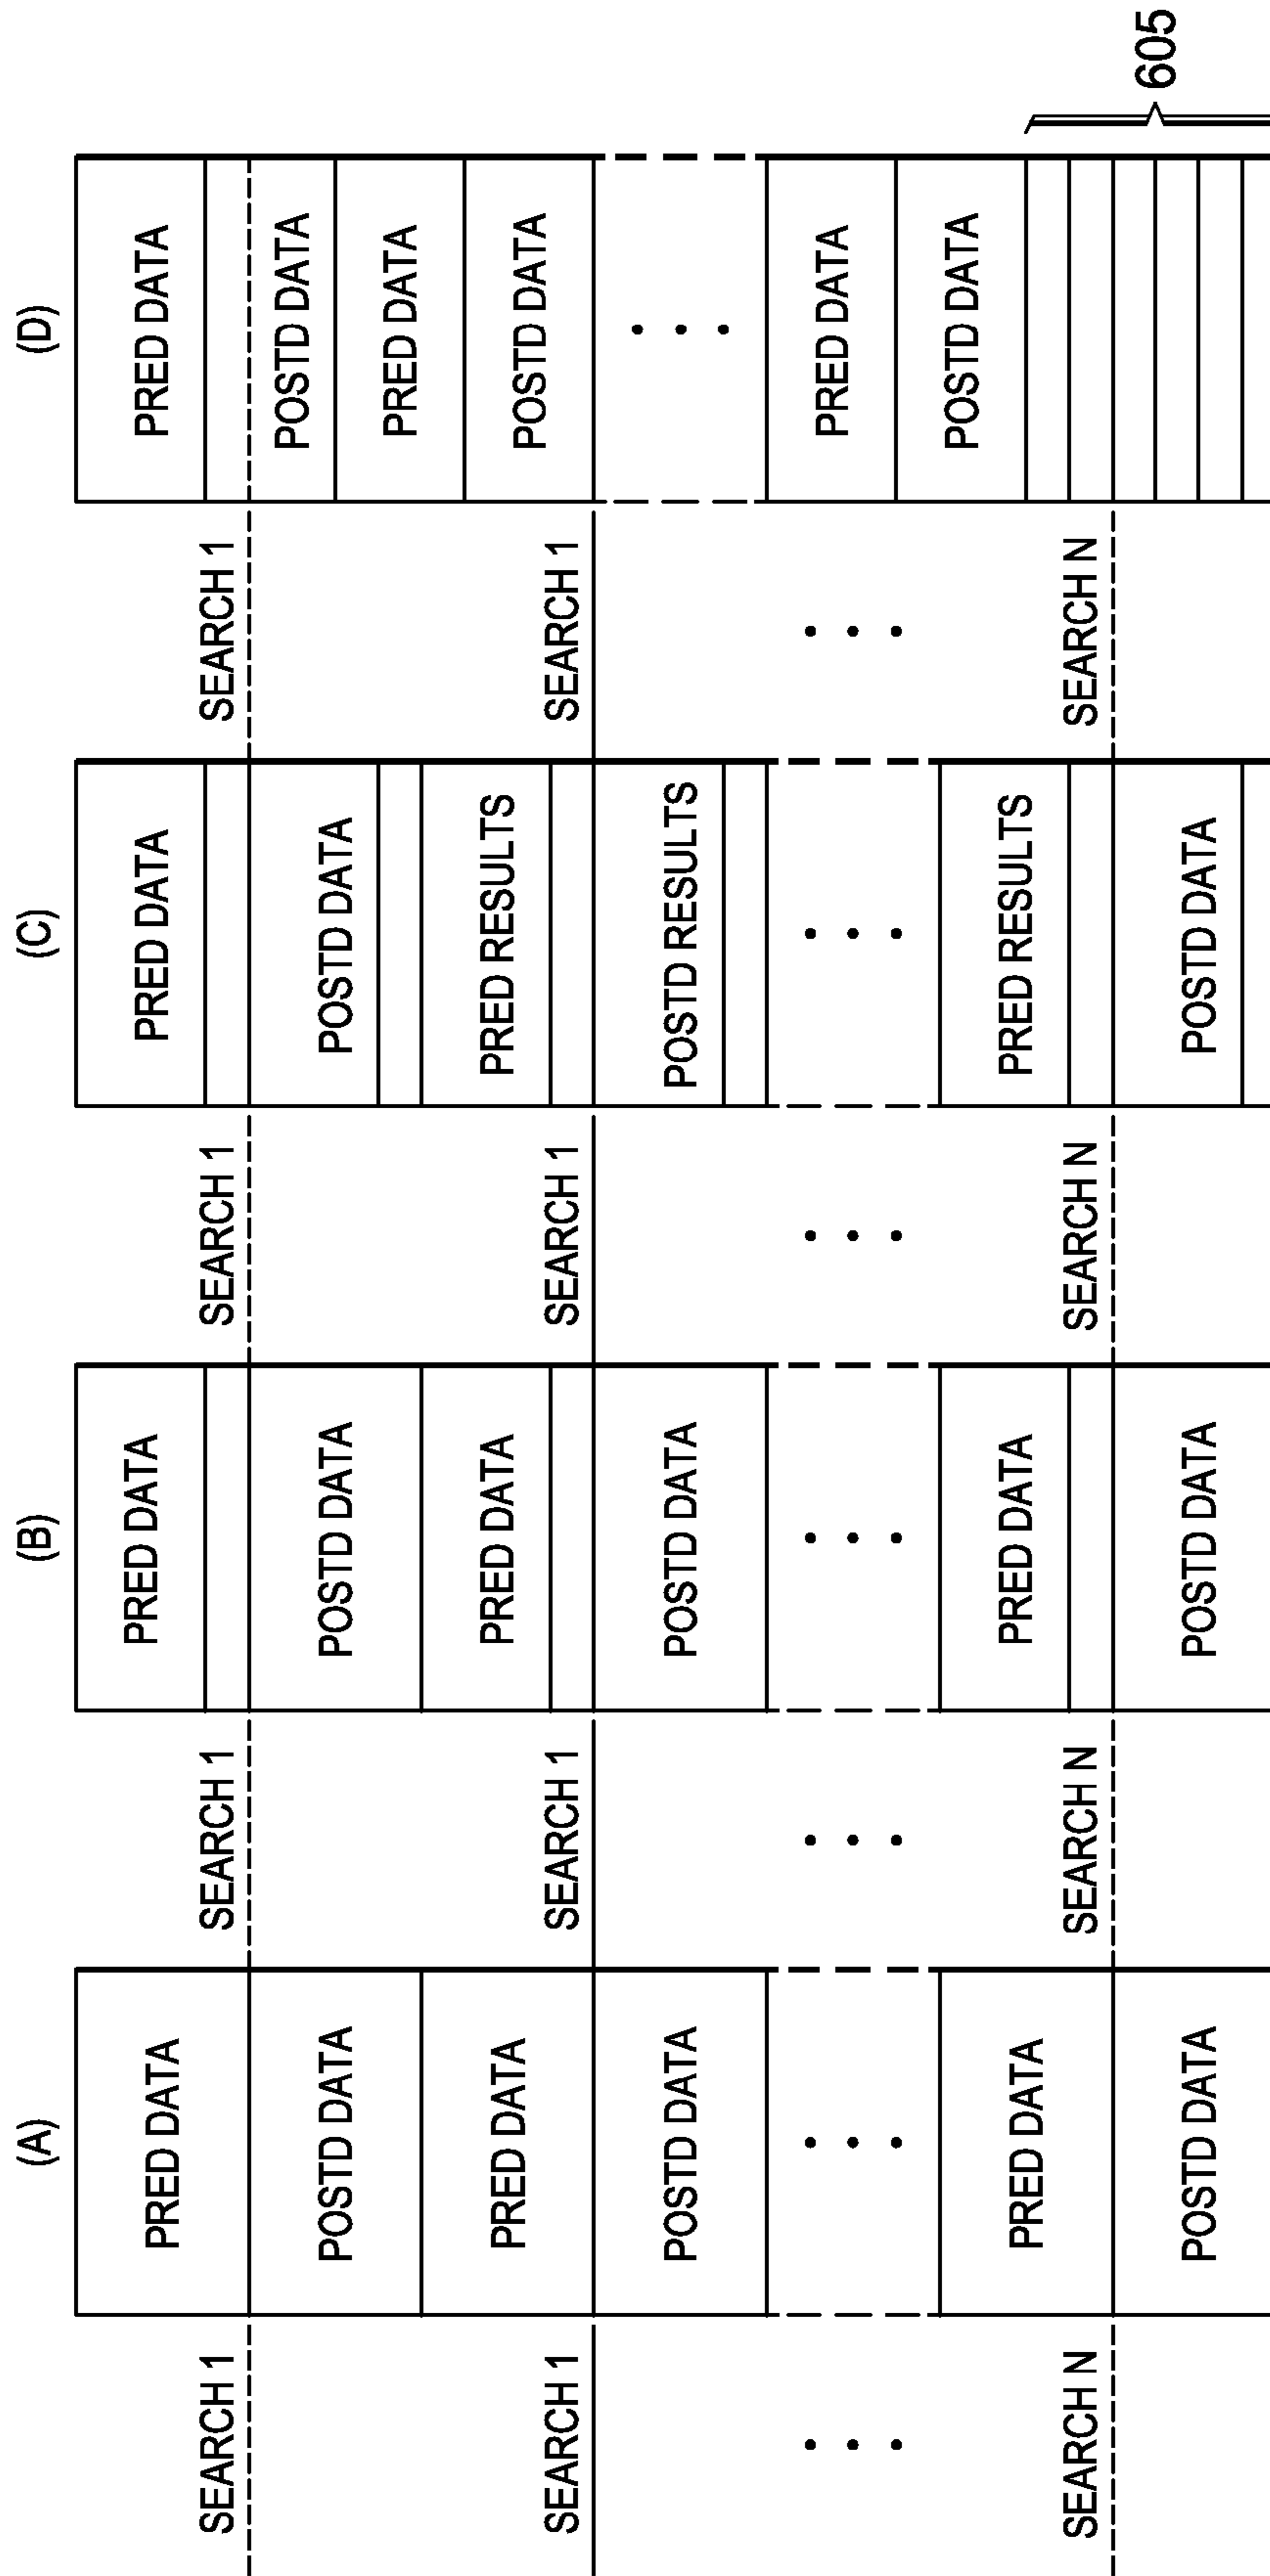 (A)
(B)
(C)
(D)
SEARCH 1
PRED DATA
SEARCH 1
PRED DATA
SEARCH 1
PRED DATA
SEARCH 1
PRED DATA
POSTD DATA
POSTD DATA
POSTD DATA
POSTD DATA
SEARCH 1
PRED DATA
SEARCH 1
PRED DATA
SEARCH 1
PRED RESULTS
SEARCH 1
PRED DATA
POSTD DATA
POSTD DATA
POSTD RESULTS
POSTD DATA
SEARCH N
PRED DATA
SEARCH N
PRED DATA
SEARCH N
PRED RESULTS
SEARCH N
PRED DATA
POSTD DATA
POSTD DATA
POSTD DATA
POSTD DATA
605